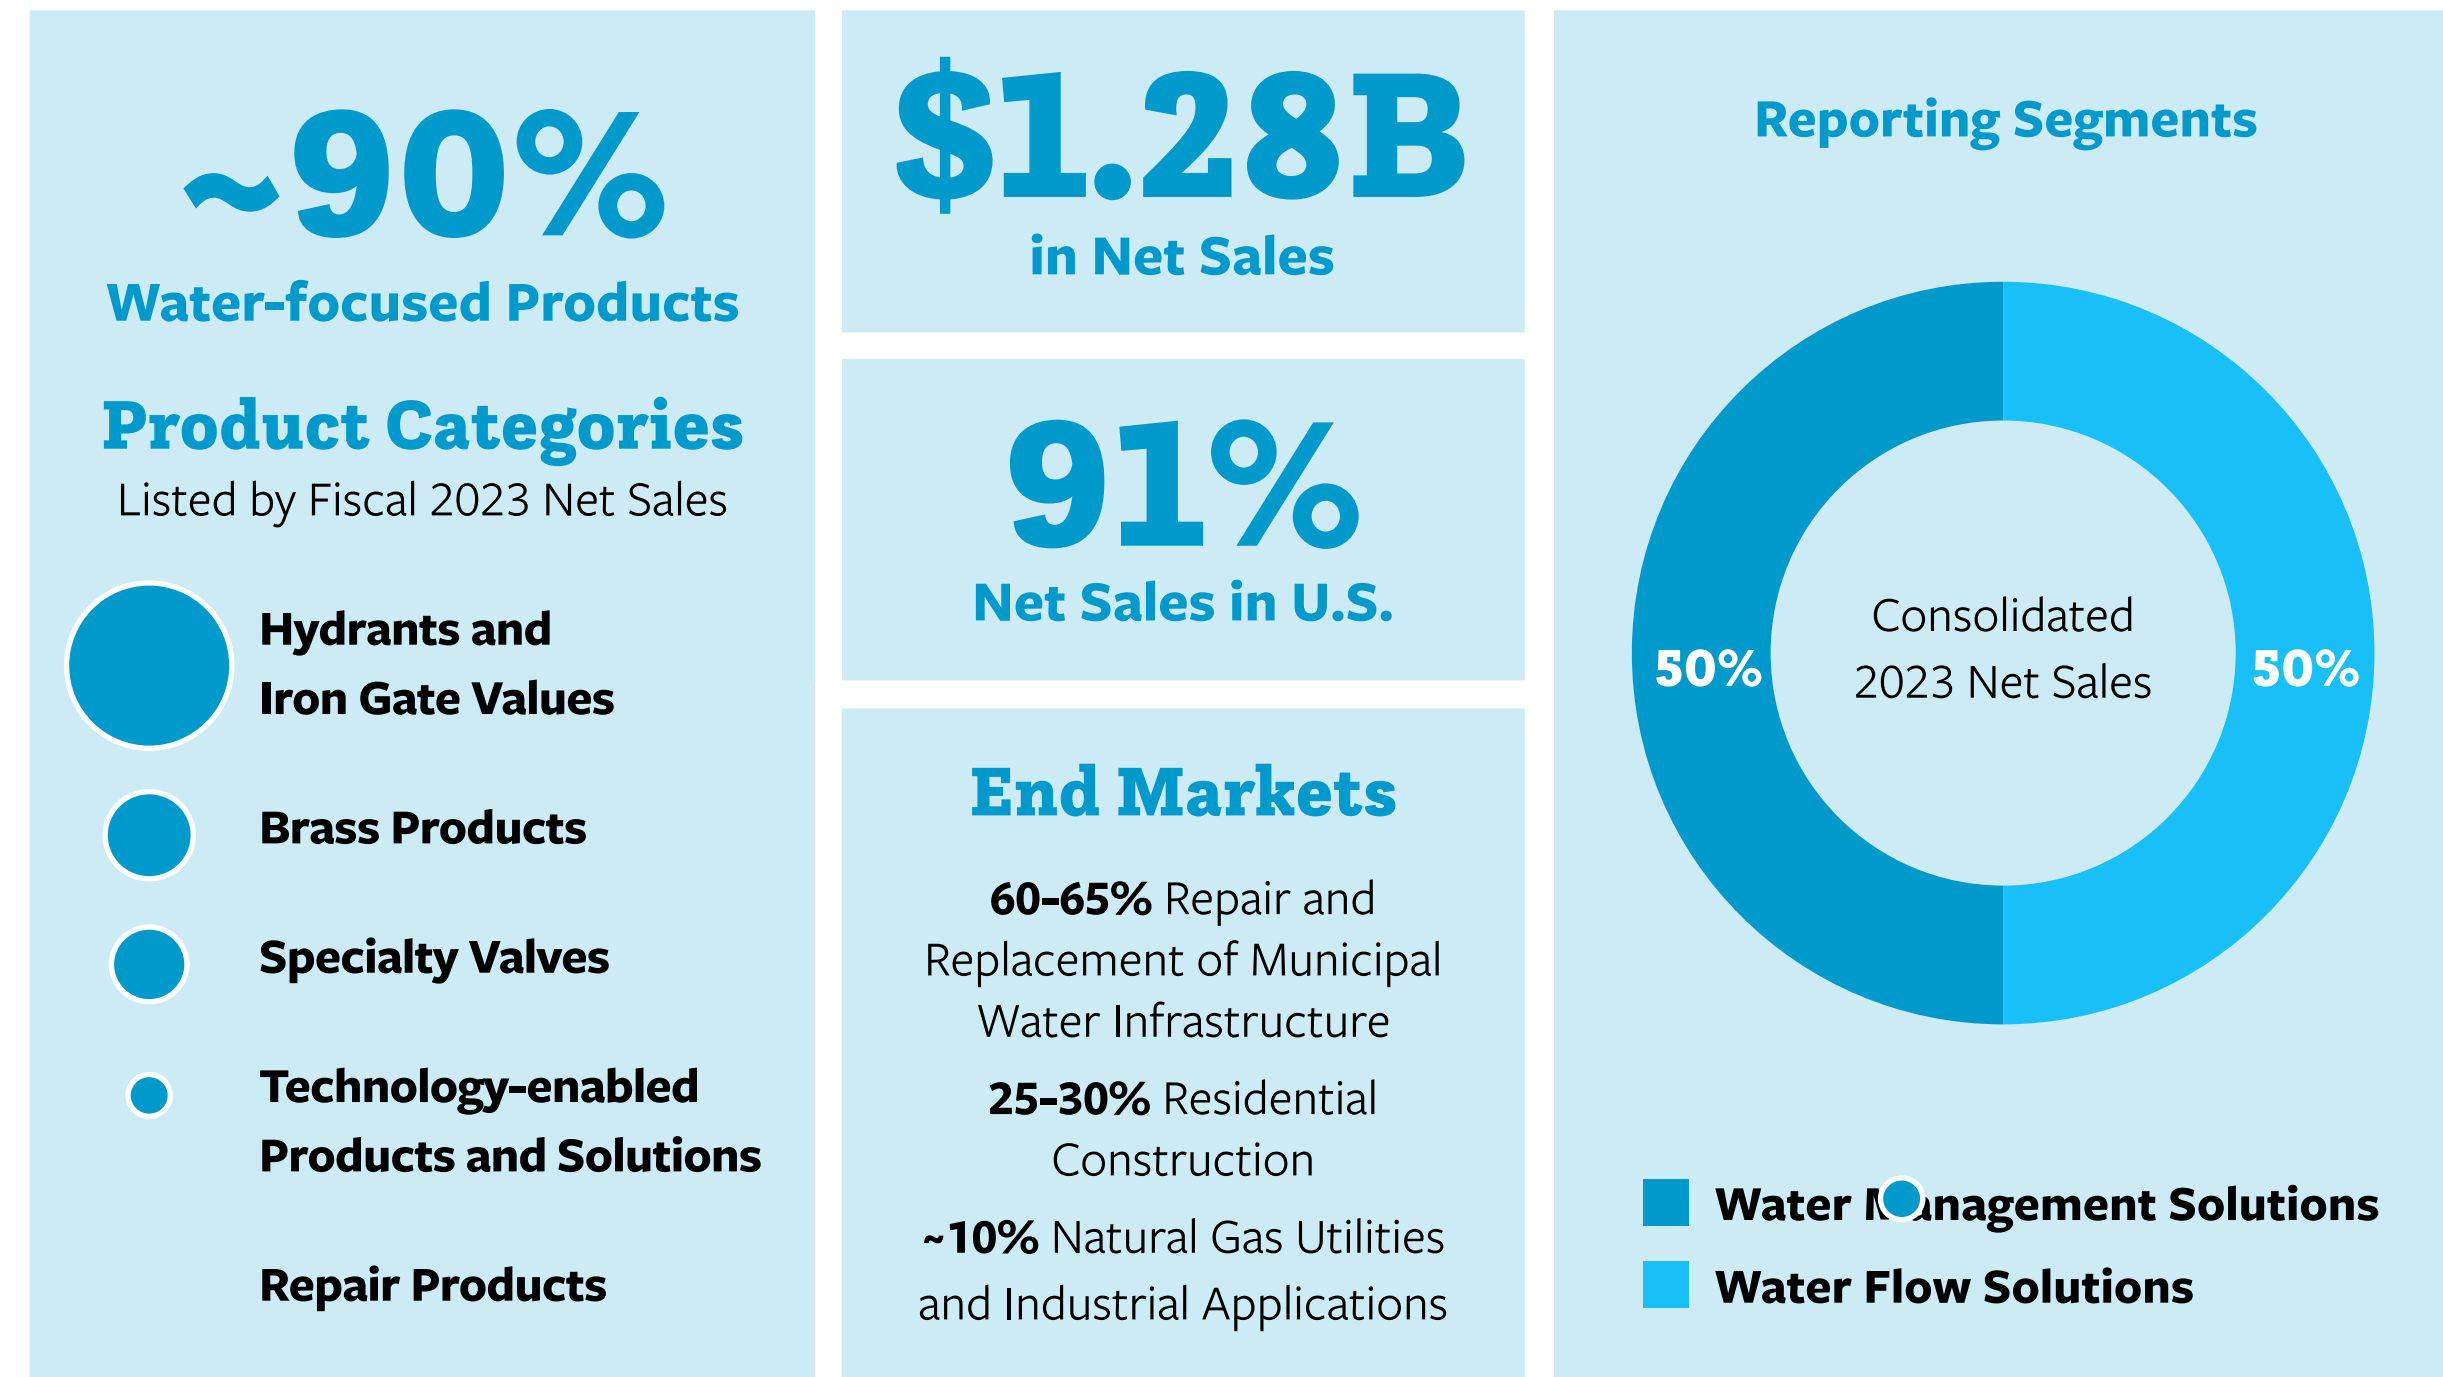 ~90%
Water-focused Products
Product Categories
Listed by Fiscal 2023 Net Sales
Hydrants and
Iron Gate Values
Brass Products
Specialty Valves
Technology-enabled
Products and Solutions
Repair Products
$1.28B
in Net Sales
91%
Net Sales in U.S.
End Markets
60-65% Repair and
Replacement of Municipal
Water Infrastructure
25-30% Residential
Construction
~10% Natural Gas Utilities
and Industrial Applications
Reporting Segments
50%
Consolidated
2023 Net Sales
50%
Water Management Solutions
Water Flow Solutions